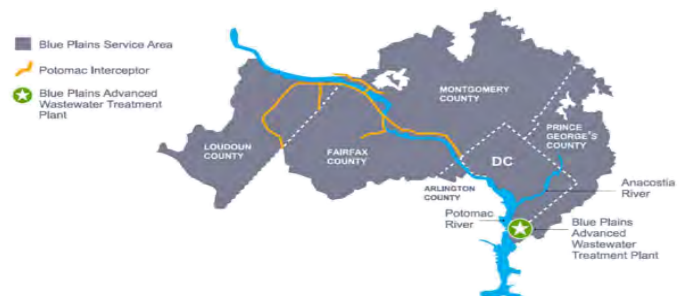 Blue Plains Service Area
Potomac Interceptor
Blue Plains Advanced
Wastewater Treatment
Plant
MONTGOMERY
COUNTY
PRINCE
GEORGE'S
COUNTY
LOUDOUN
COUNTY
FAIRFAX
COUNTY
DC
ARLINGTON
COUNTY
Anacostia
River
Potomac
River
Blue Plains
Advanced
Wastewater
Treatment Plant